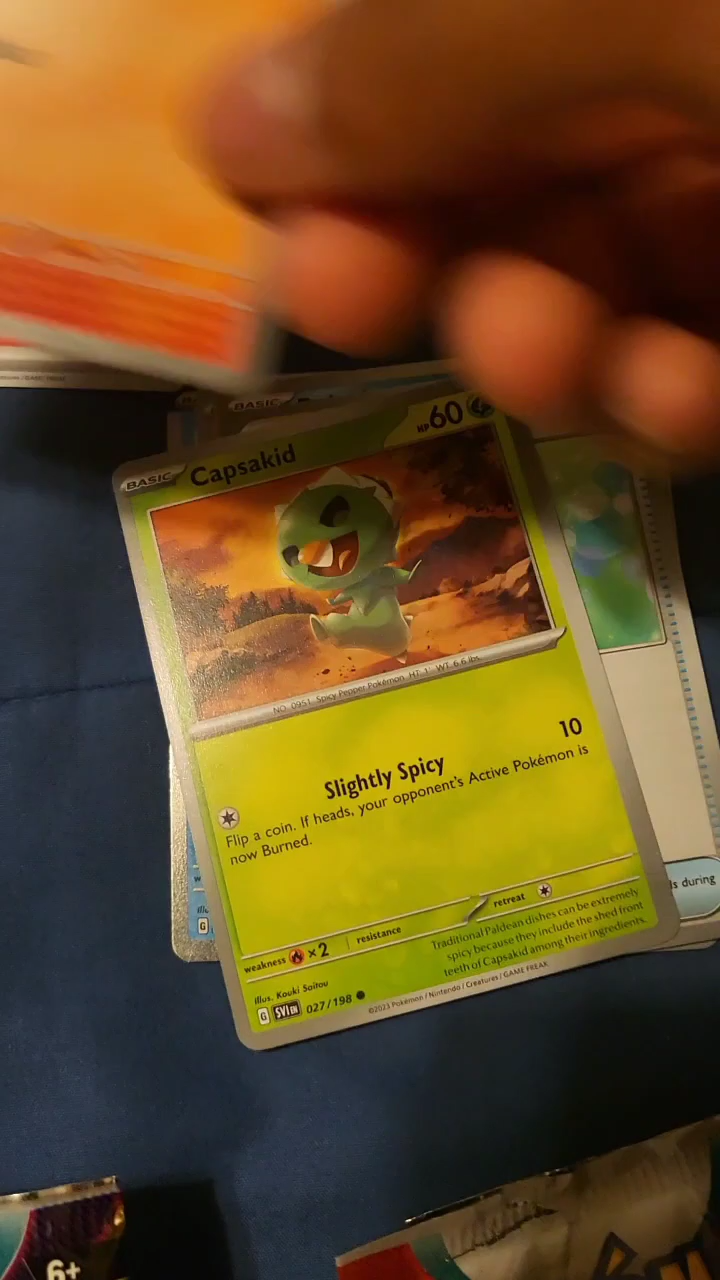 BASIC
BASIC Capsakid HP 60
NO. 0951 Spicy Pepper Pokémon HT: 1' WT: 6.6 lbs.
Slightly Spicy 10
Flip a coin. If heads, your opponent's Active Pokémon is
now Burned.
weakness ×2 resistance retreat
Traditional Paldean dishes can be extremely
spicy because they include the shed front
teeth of Capsakid among their ingredients.
Illus. Kouki Saitou
G SVI EN 027/198
©2023 Pokémon / Nintendo / Creatures / GAME FREAK
ls during
G
6+